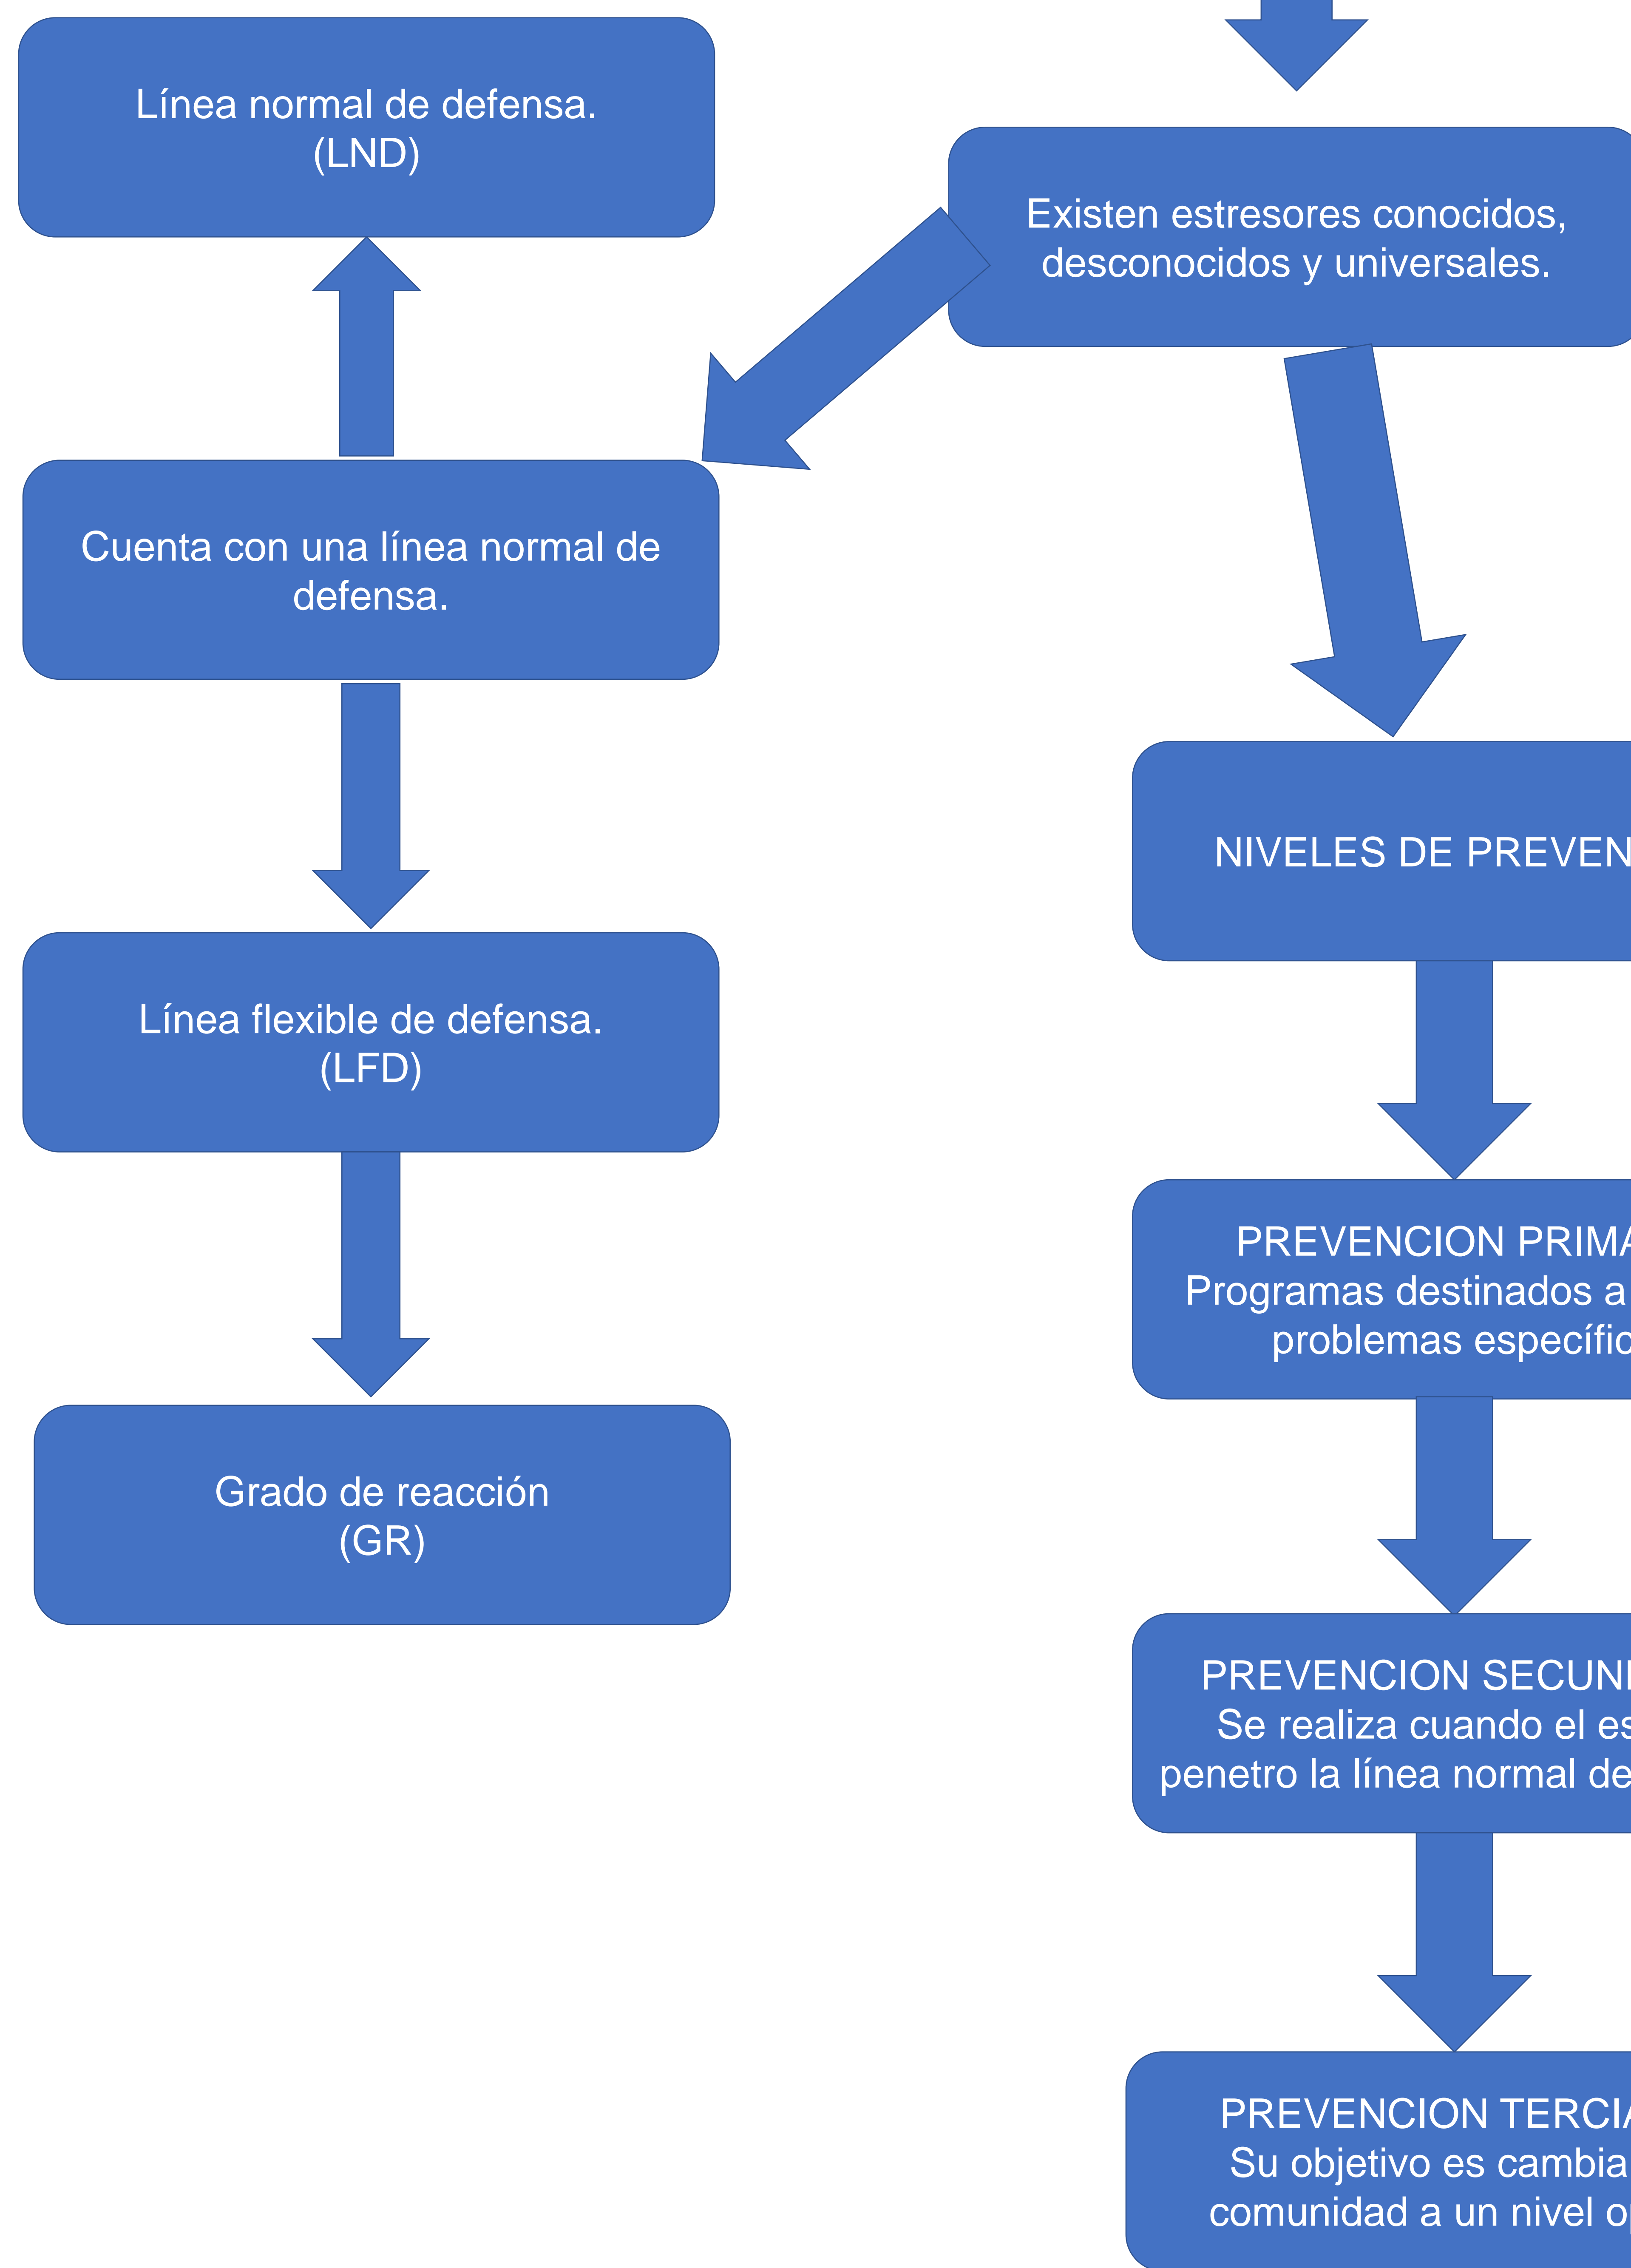 Línea normal de defensa.
(LND)
Existen estresores conocidos,
desconocidos y universales.
Cuenta con una línea normal de
defensa.
Línea flexible de defensa.
(LFD)
Grado de reacción
(GR)
NIVELES DE PREVEN
PREVENCION PRIMA
Programas destinados a
problemas específic
PREVENCION SECUN
Se realiza cuando el es
penetro la línea normal de
PREVENCION TERCIA
Su objetivo es cambia
comunidad a un nivel o